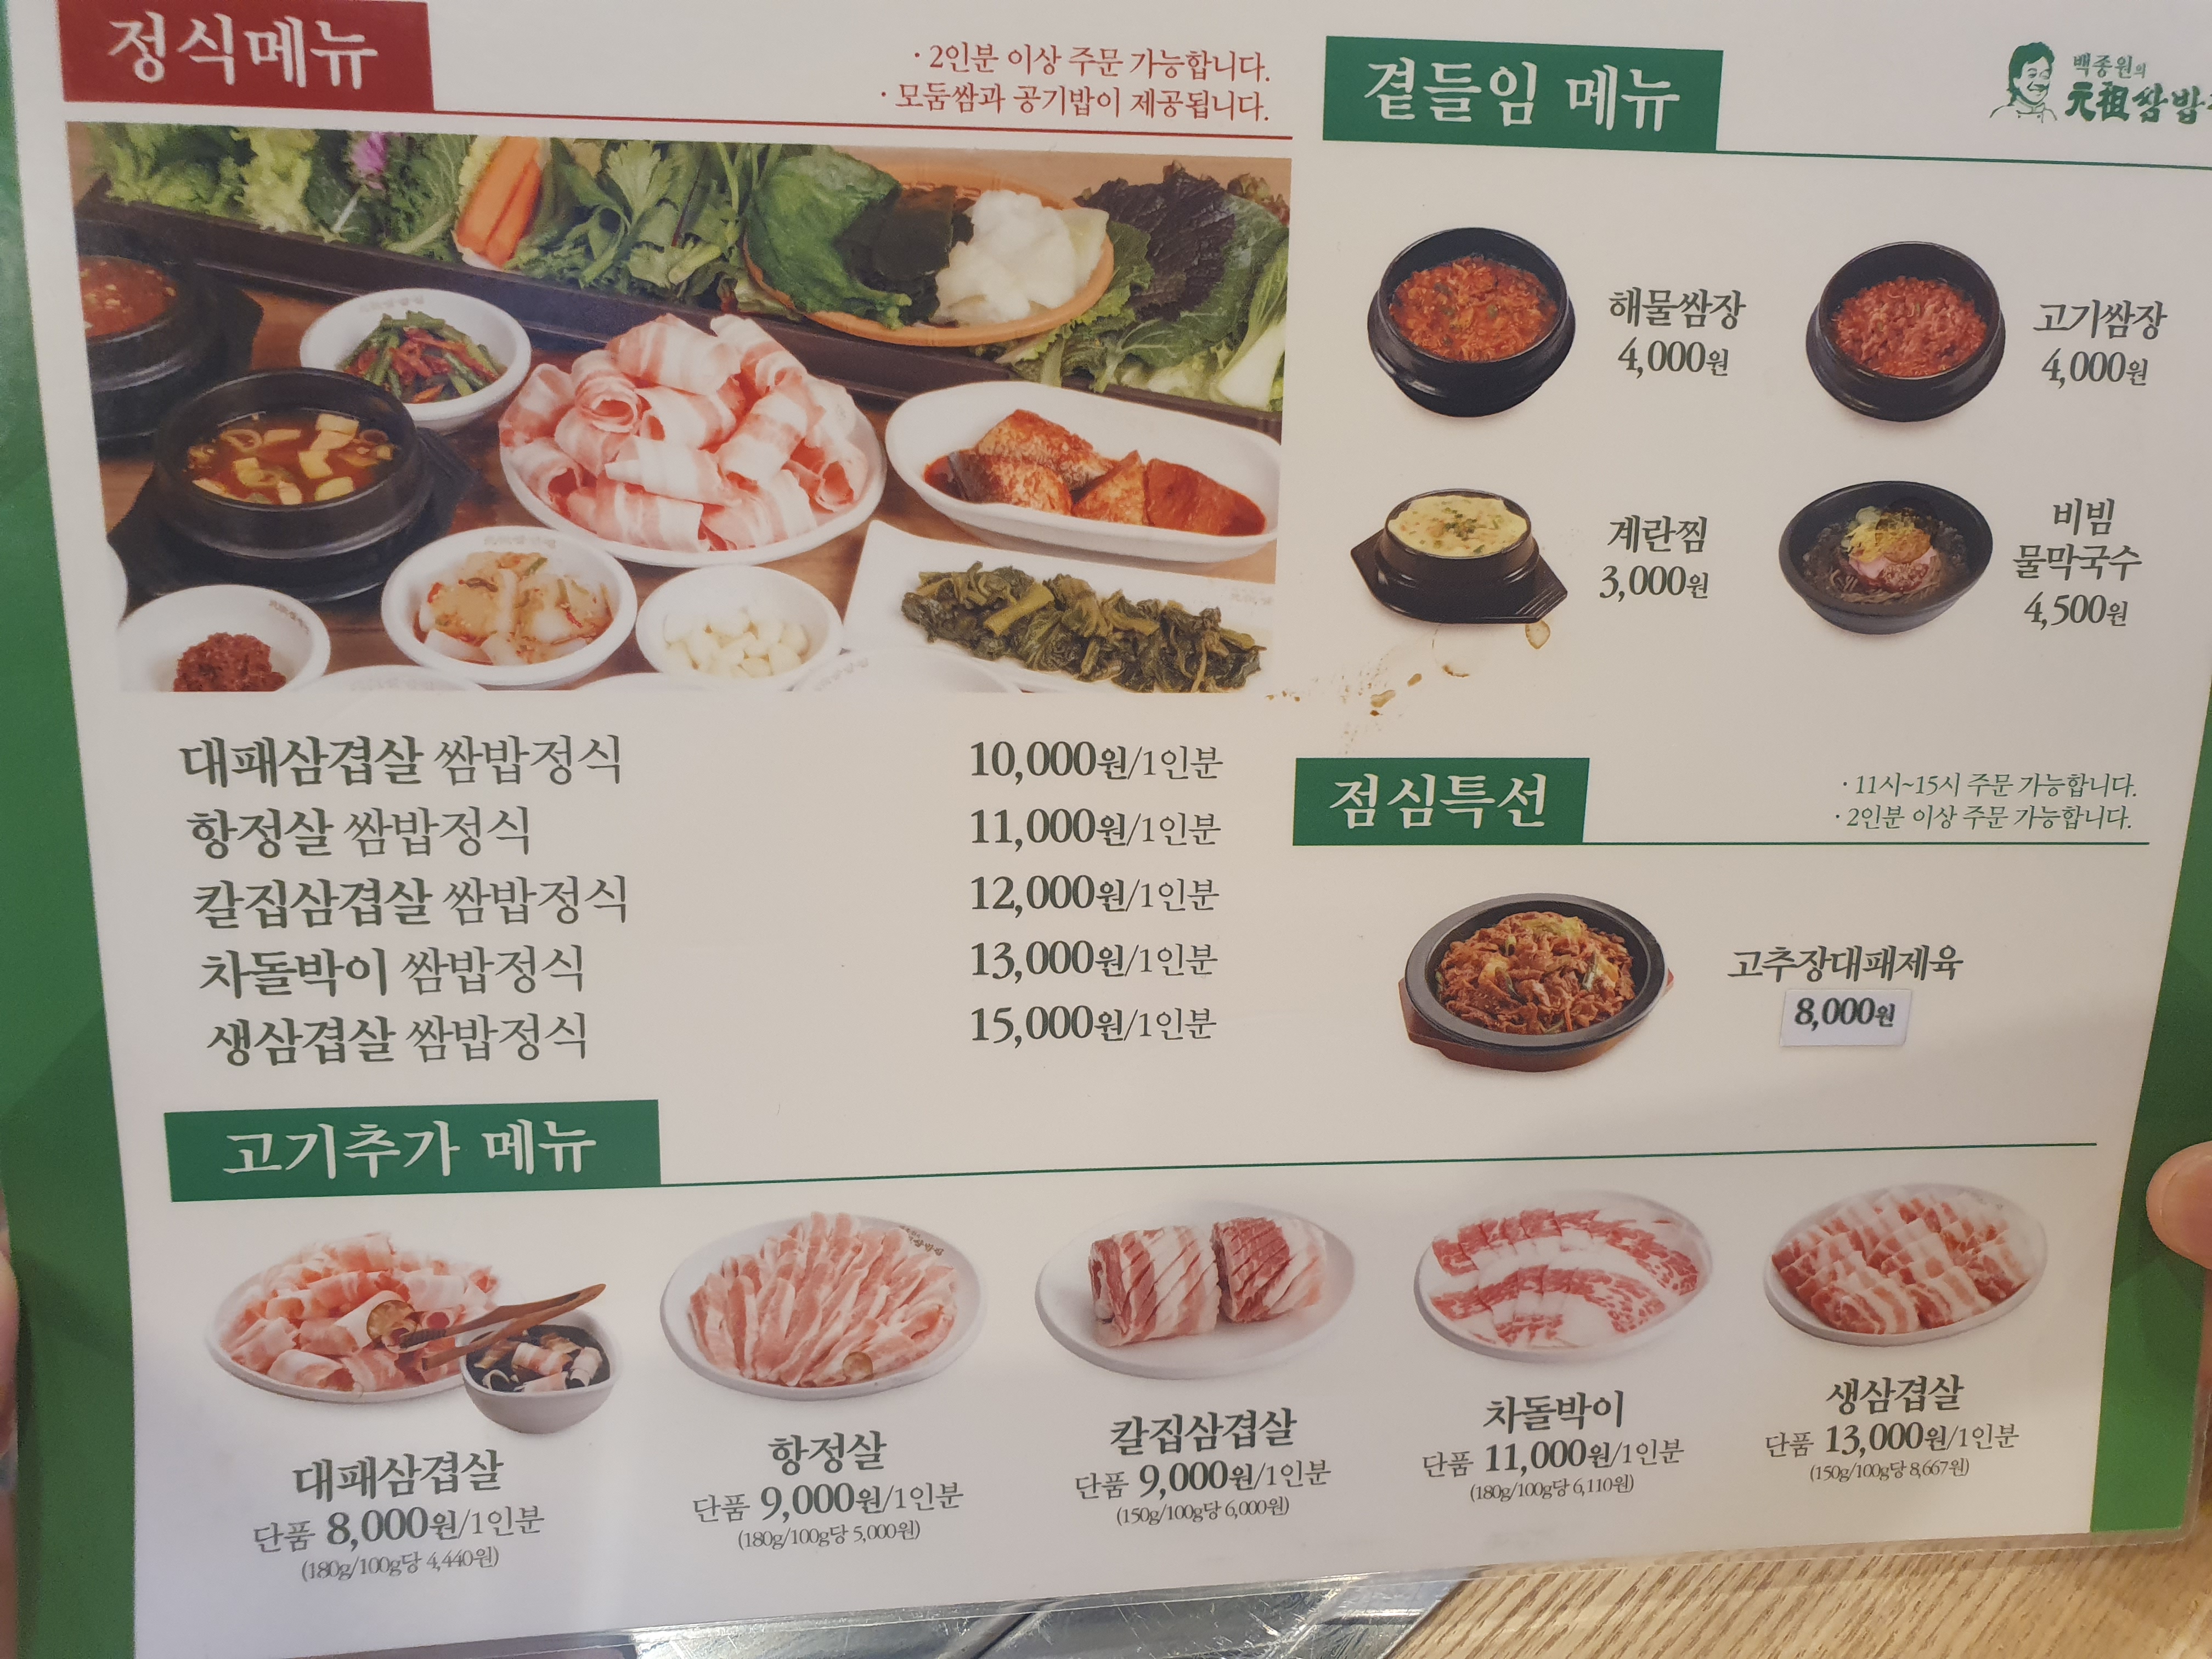 정식메뉴
· 2인분 이상 주문 가능합니다.
· 모둠쌈과 공기밥이 제공됩니다.
대패삼겹살 쌈밥정식 10,000원/1인분
항정살 쌈밥정식 11,000원/1인분
칼집삼겹살 쌈밥정식 12,000원/1인분
차돌박이 쌈밥정식 13,000원/1인분
생삼겹살 쌈밥정식 15,000원/1인분
곁들임 메뉴
백종원의
元祖쌈밥
해물쌈장
4,000원
고기쌈장
4,000원
계란찜
3,000원
비빔
물막국수
4,500원
점심특선
· 11시~15시 주문 가능합니다.
· 2인분 이상 주문 가능합니다.
고추장대패제육
8,000원
고기추가 메뉴
대패삼겹살
단품 8,000원/1인분
(180g/100g당 4,440원)
항정살
단품 9,000원/1인분
(180g/100g당 5,000원)
칼집삼겹살
단품 9,000원/1인분
(150g/100g당 6,000원)
차돌박이
단품 11,000원/1인분
(180g/100g당 6,110원)
생삼겹살
단품 13,000원/1인분
(150g/100g당 8,667원)